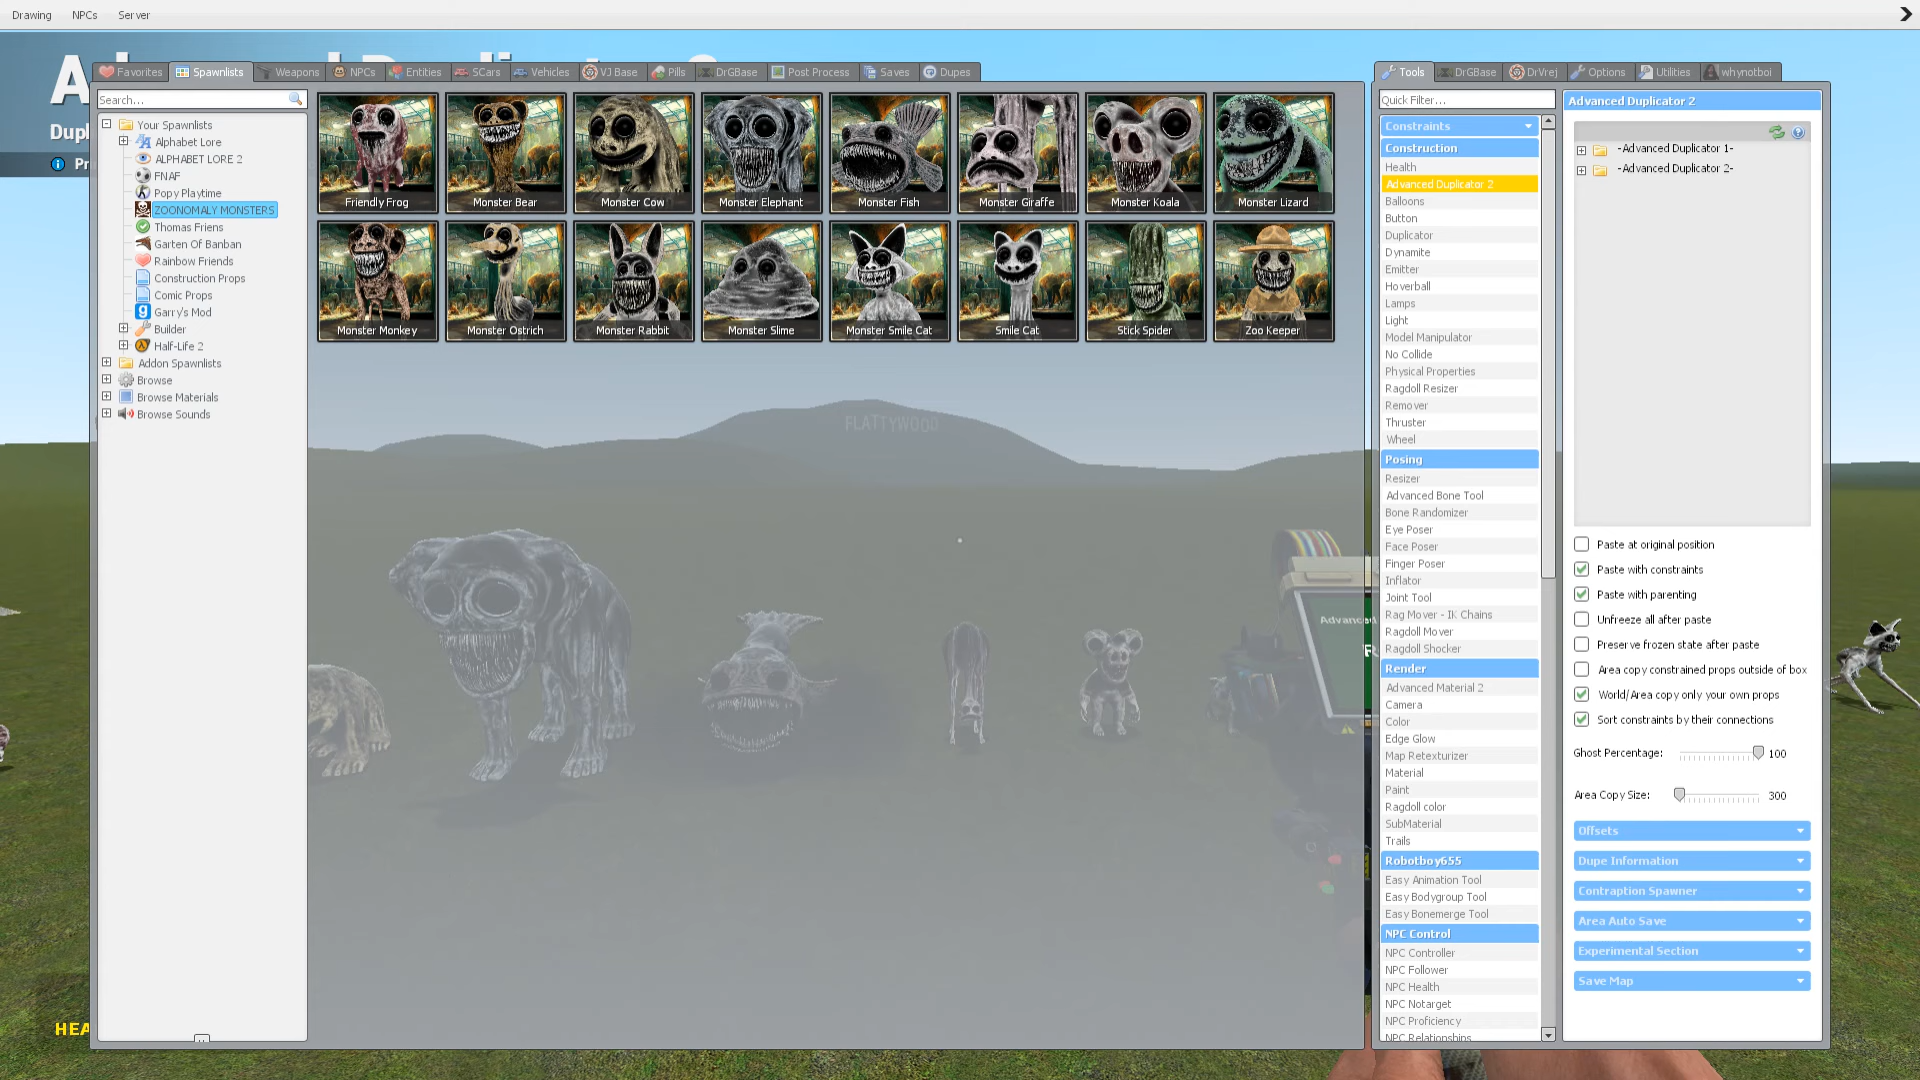 Drawing NPCs Server
Favorites Spawnlists Weapons NPCs Entities SCars Vehicles VJ Base Pills DrGBase Post Process Saves Dupes
Search...
Your Spawnlists
Alphabet Lore
ALPHABET LORE 2
FNAF
Popy Playtime
ZOONOMALY MONSTERS
Thomas Friens
Garten Of Banban
Rainbow Friends
Construction Props
Comic Props
Garry's Mod
Builder
Half-Life 2
Addon Spawnlists
Browse
Browse Materials
Browse Sounds
Friendly Frog
Monster Bear
Monster Cow
Monster Elephant
Monster Fish
Monster Giraffe
Monster Koala
Monster Lizard
Monster Monkey
Monster Ostrich
Monster Rabbit
Monster Slime
Monster Smile Cat
Smile Cat
Stick Spider
Zoo Keeper
FLATTYWOOD
Advanced
HEA
Dupl
Pr
Tools DrGBase DrVrej Options Utilities whynotboi
Quick Filter...
Constraints
Construction
Health
Advanced Duplicator 2
Balloons
Button
Duplicator
Dynamite
Emitter
Hoverball
Lamps
Light
Model Manipulator
No Collide
Physical Properties
Ragdoll Resizer
Remover
Thruster
Wheel
Posing
Resizer
Advanced Bone Tool
Bone Randomizer
Eye Poser
Face Poser
Finger Poser
Inflator
Joint Tool
Rag Mover - IK Chains
Ragdoll Mover
Ragdoll Shocker
Render
Advanced Material 2
Camera
Color
Edge Glow
Map Retexturizer
Material
Paint
Ragdoll color
SubMaterial
Trails
Robotboy655
Easy Animation Tool
Easy Bodygroup Tool
Easy Bonemerge Tool
NPC Control
NPC Controller
NPC Follower
NPC Health
NPC Notarget
NPC Proficiency
NPC Relationships
Advanced Duplicator 2
-Advanced Duplicator 1-
-Advanced Duplicator 2-
Paste at original position
Paste with constraints
Paste with parenting
Unfreeze all after paste
Preserve frozen state after paste
Area copy constrained props outside of box
World/Area copy only your own props
Sort constraints by their connections
Ghost Percentage: 100
Area Copy Size: 300
Offsets
Dupe Information
Contraption Spawner
Area Auto Save
Experimental Section
Save Map